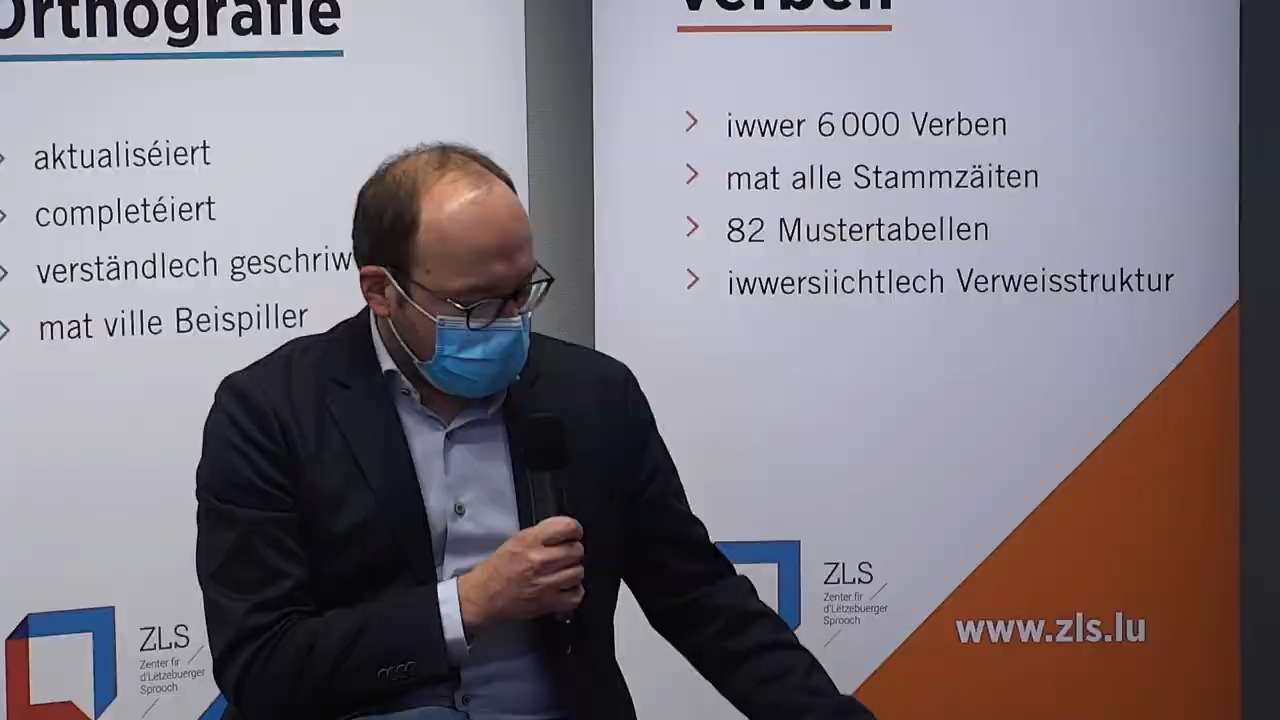 Orthografie
aktualiséiert
completéiert
verständlech geschriw
mat ville Beispiller
ZLS
Zenter fir
d'Lëtzebuerger
Sprooch
Verben
iwwer 6000 Verben
mat alle Stammzäiten
82 Mustertabellen
iwwersiichtlech Verweisstruktur
ZLS
Zenter fir
d'Lëtzebuerger
Sprooch
www.zls.lu